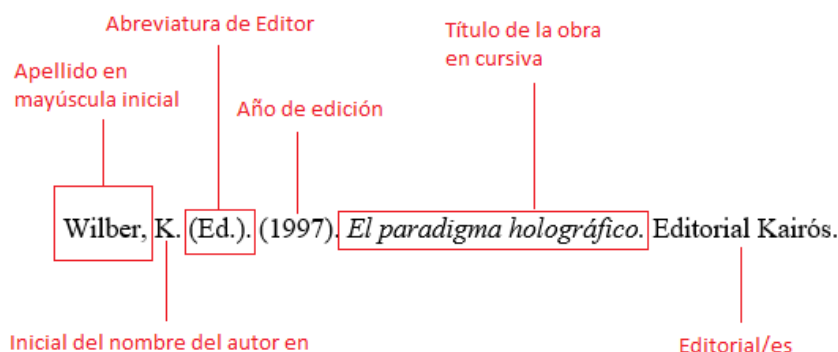 Abreviatura de Editor
Título de la obra
en cursiva
Apellido en
mayúscula inicial
Año de edición
Wilber, K. (Ed.). (1997). El paradigma holográfico. Editorial Kairós.
Inicial del nombre del autor en
Editorial/es